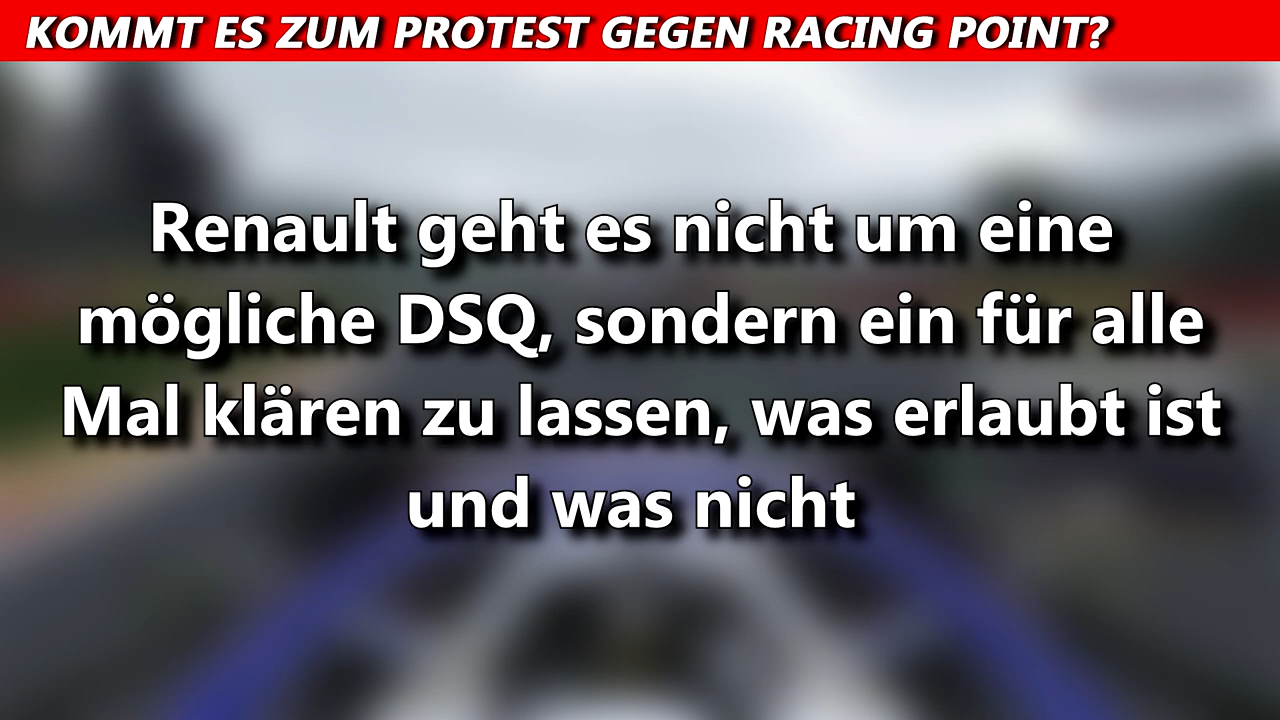 KOMMT ES ZUM PROTEST GEGEN RACING POINT?
Renault geht es nicht um eine
mögliche DSQ, sondern ein für alle
Mal klären zu lassen, was erlaubt ist
und was nicht